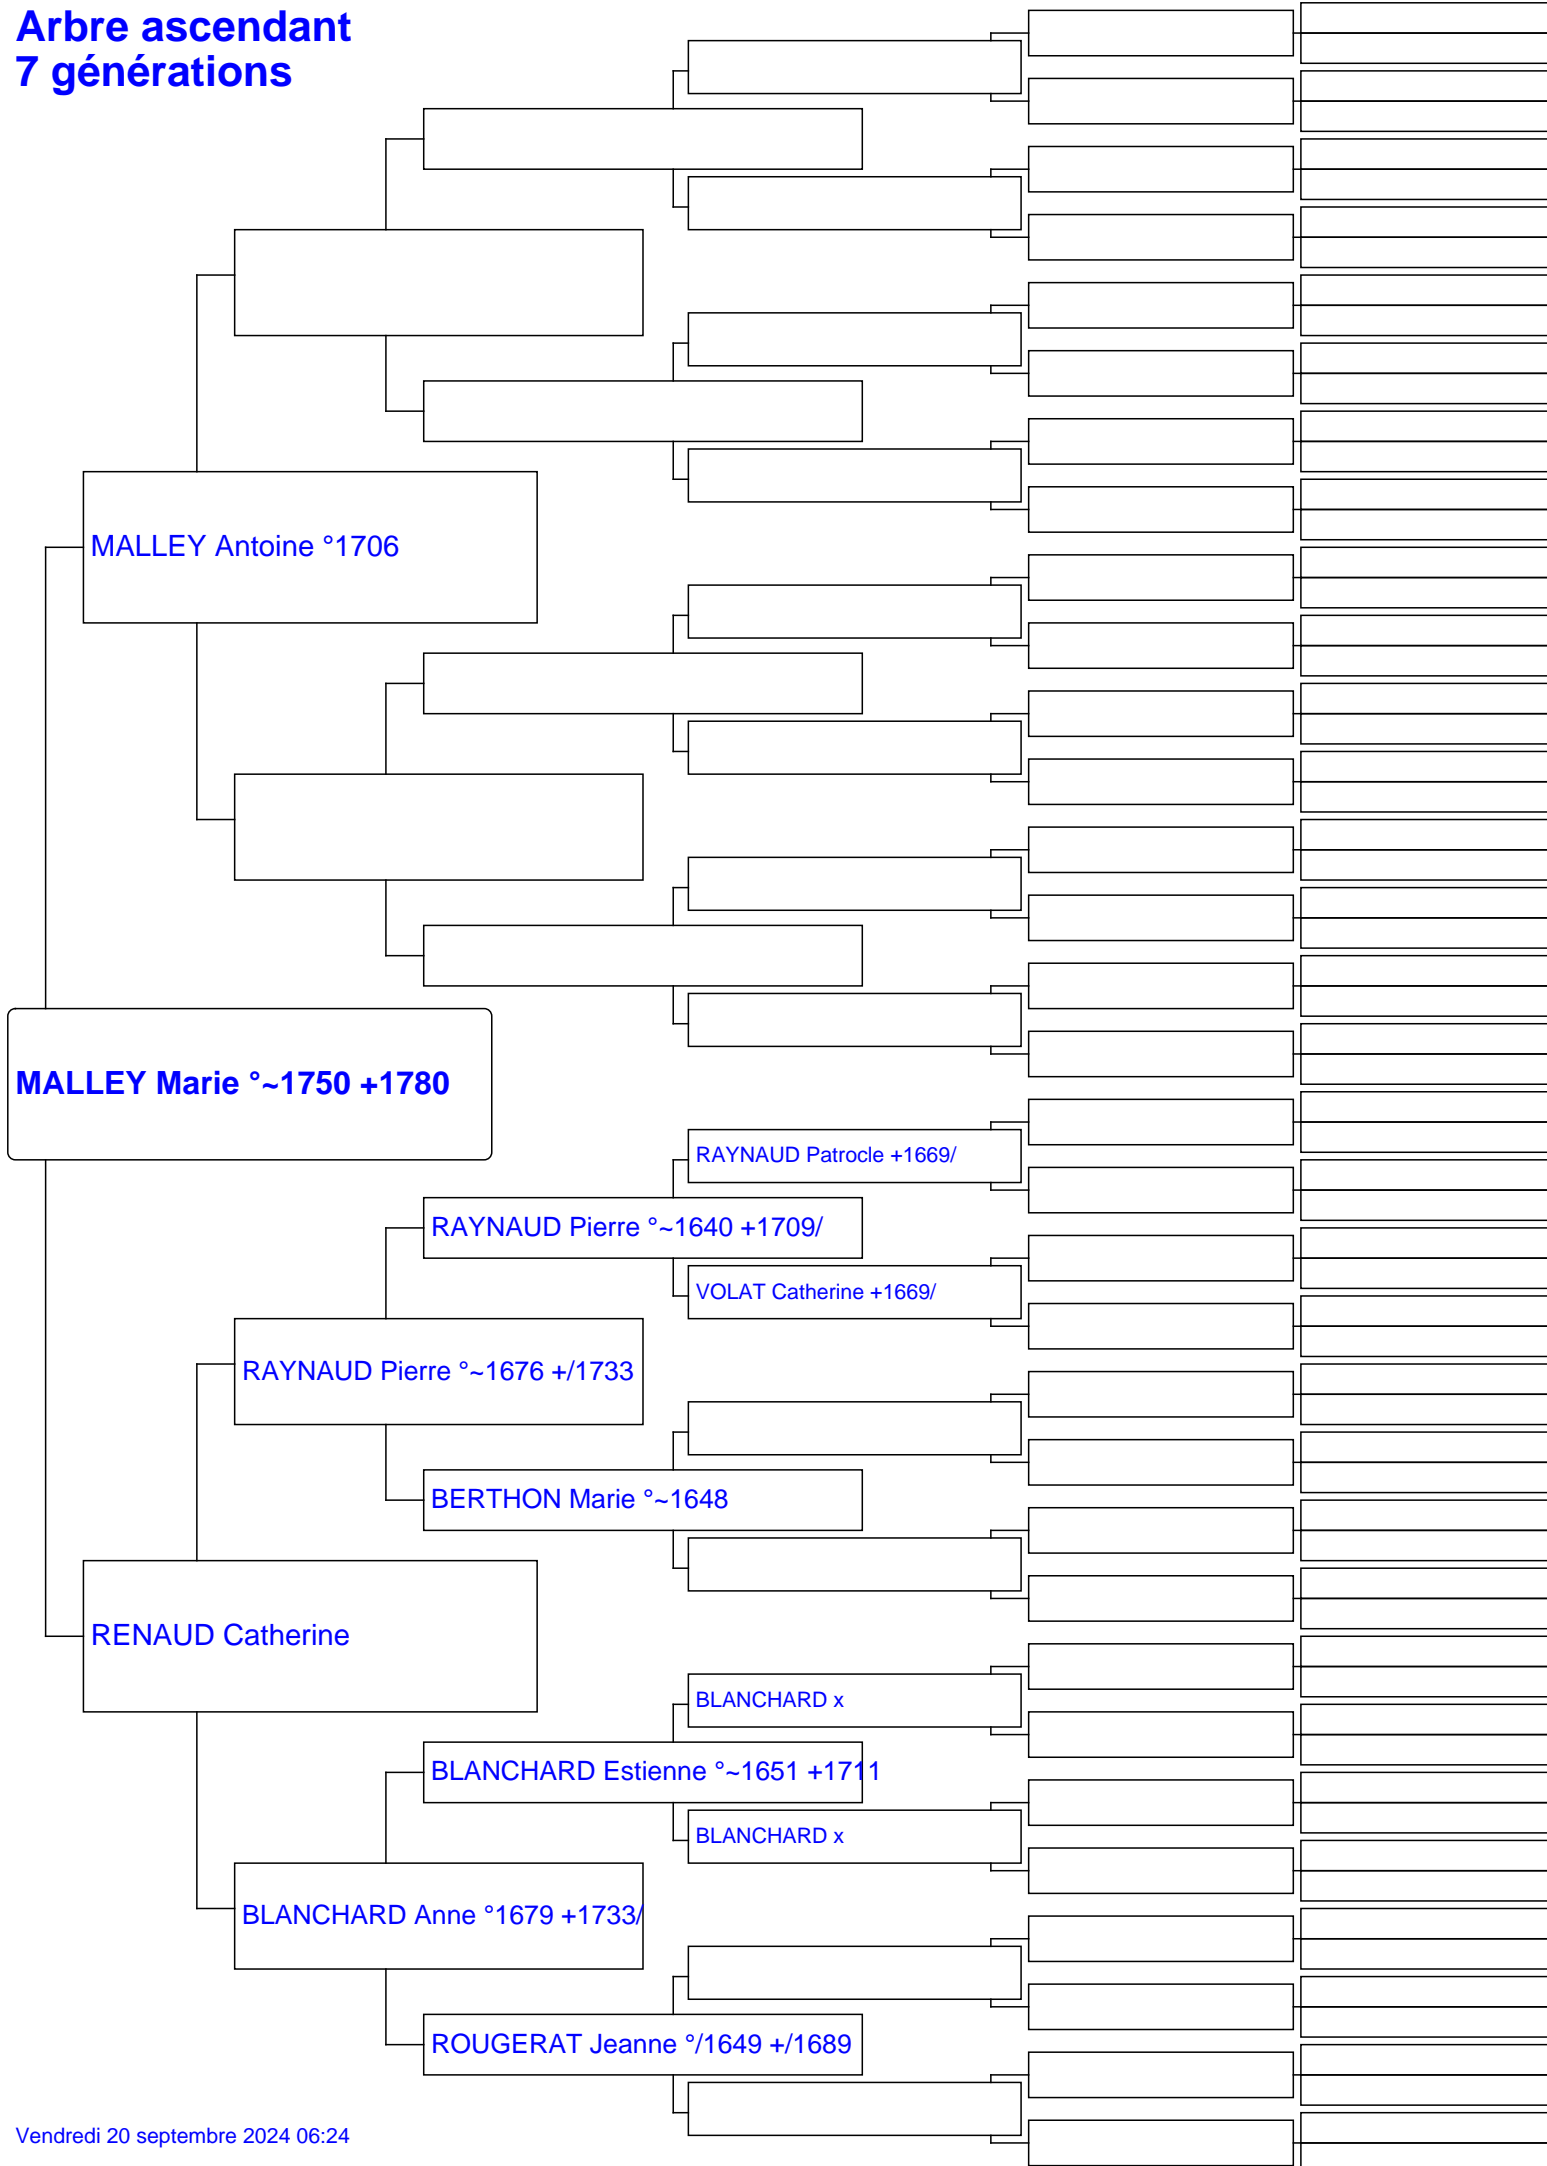 Arbre ascendant
7 générations
MALLEY Antoine °1706
MALLEY Marie °~1750 +1780
RAYNAUD Patrocle +1669/
RAYNAUD Pierre °~1640 +1709/
VOLAT Catherine +1669/
RAYNAUD Pierre °~1676 +/1733
BERTHON Marie °~1648
RENAUD Catherine
BLANCHARD x
BLANCHARD Estienne °~1651 +1711
BLANCHARD x
BLANCHARD Anne °1679 +1733/
ROUGERAT Jeanne °/1649 +/1689
Vendredi 20 septembre 2024 06:24